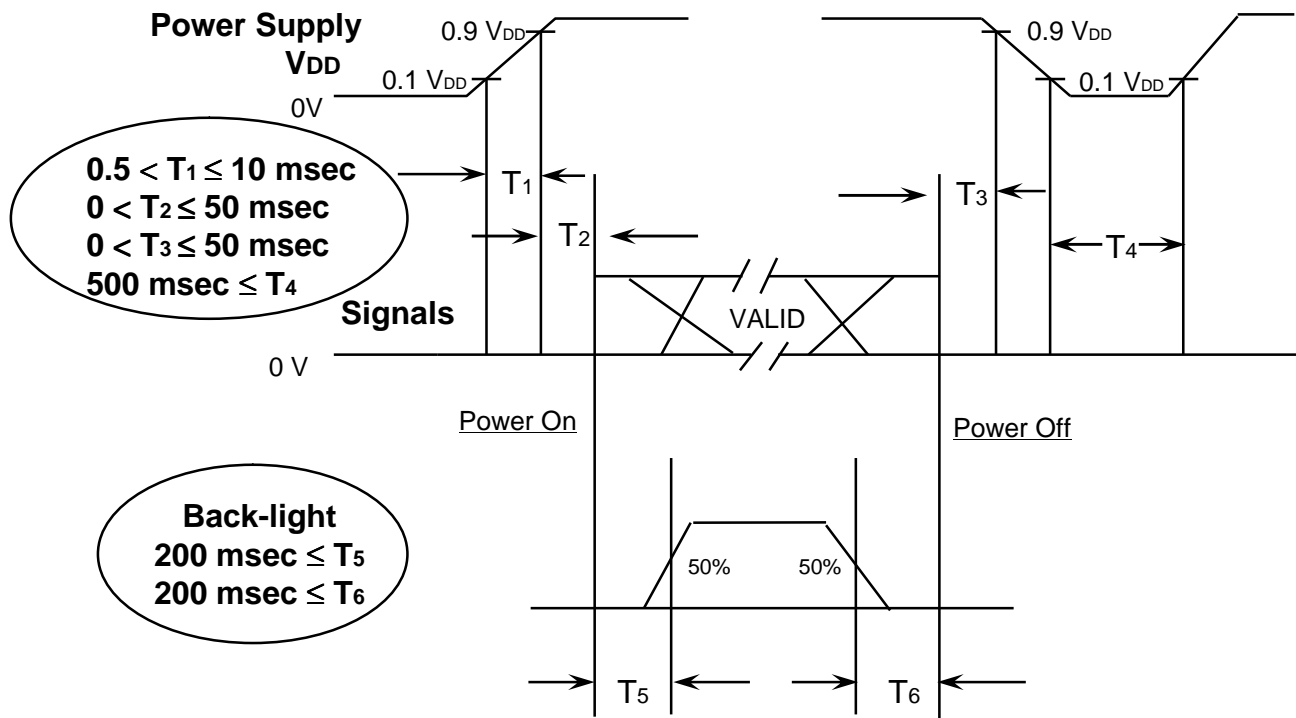 Power Supply
VDD
0.9 VDD
0.1 VDD
0V
0.9 VDD
0.1 VDD
0.5 < T1 ≤ 10 msec
0 < T2 ≤ 50 msec
0 < T3 ≤ 50 msec
500 msec ≤ T4
T1
T2
T3
T4
Signals
VALID
0 V
Power On
Power Off
Back-light
200 msec ≤ T5
200 msec ≤ T6
50%
50%
T5
T6